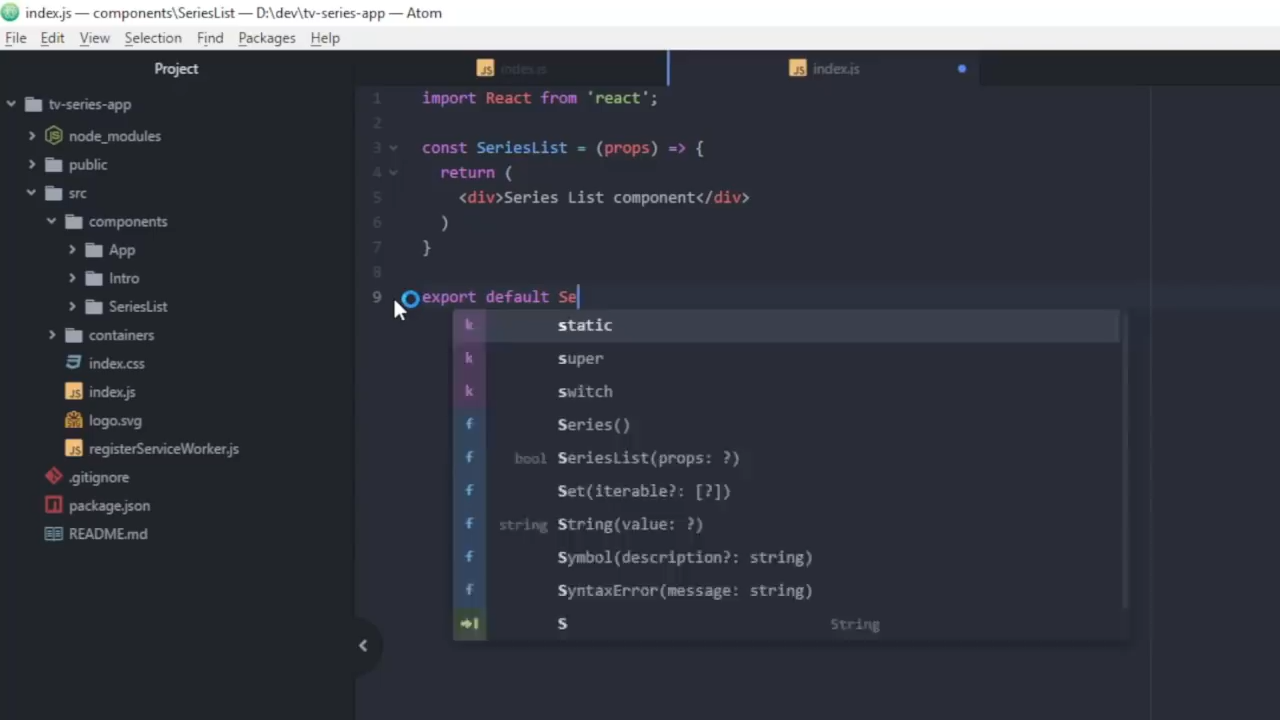 index.js — components\SeriesList — D:\dev\tv-series-app — Atom
File Edit View Selection Find Packages Help
Project
index.js
index.js
tv-series-app
node_modules
public
src
components
App
Intro
SeriesList
containers
index.css
index.js
logo.svg
registerServiceWorker.js
.gitignore
package.json
README.md
1 import React from 'react';
2
3 const SeriesList = (props) => {
4 return (
5 <div>Series List component</div>
6 )
7 }
8
9 export default Se
k static
k super
k switch
f Series()
f bool SeriesList(props: ?)
f Set(iterable?: [?])
f string String(value: ?)
f Symbol(description?: string)
f SyntaxError(message: string)
S String